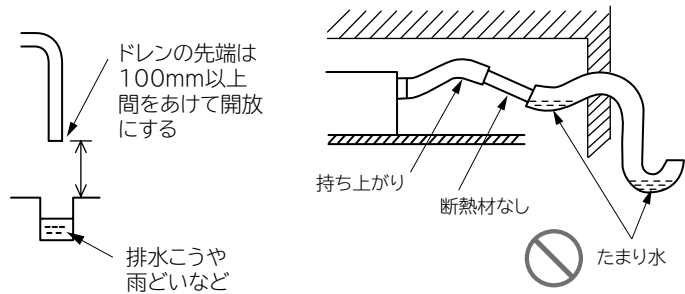 ドレンの先端は
100mm以上
間をあけて開放
にする
排水こうや
雨どいなど
持ち上がり
断熱材なし
たまり水